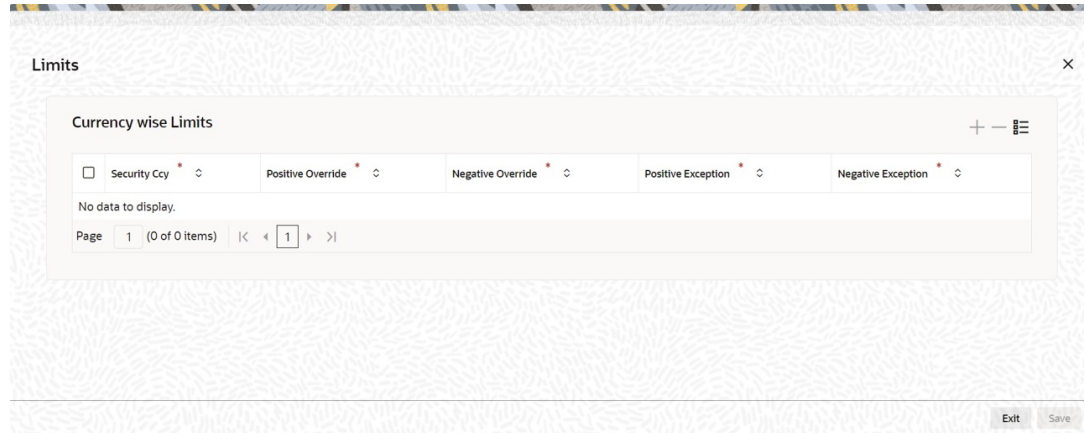 Limits
Currency wise Limits
Security Ccy * Positive Override * Negative Override * Positive Exception * Negative Exception *
No data to display.
Page 1 (0 of 0 items) 1
Exit Save